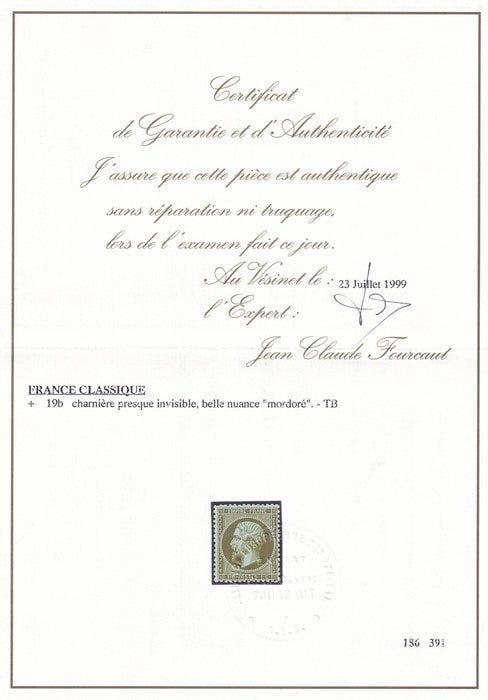 Certificat
de Garantie et d'Authenticité
J'assure que cette pièce est authentique
sans réparation ni truquage,
lors de l'examen fait ce jour.
Au Vésinet le : 23 Juillet 1999
l'Expert :
Jean Claude Fourcaut
FRANCE CLASSIQUE
+ 19b charnière presque invisible, belle nuance "mordoré". - TB
EMPIRE FRANC
186 391